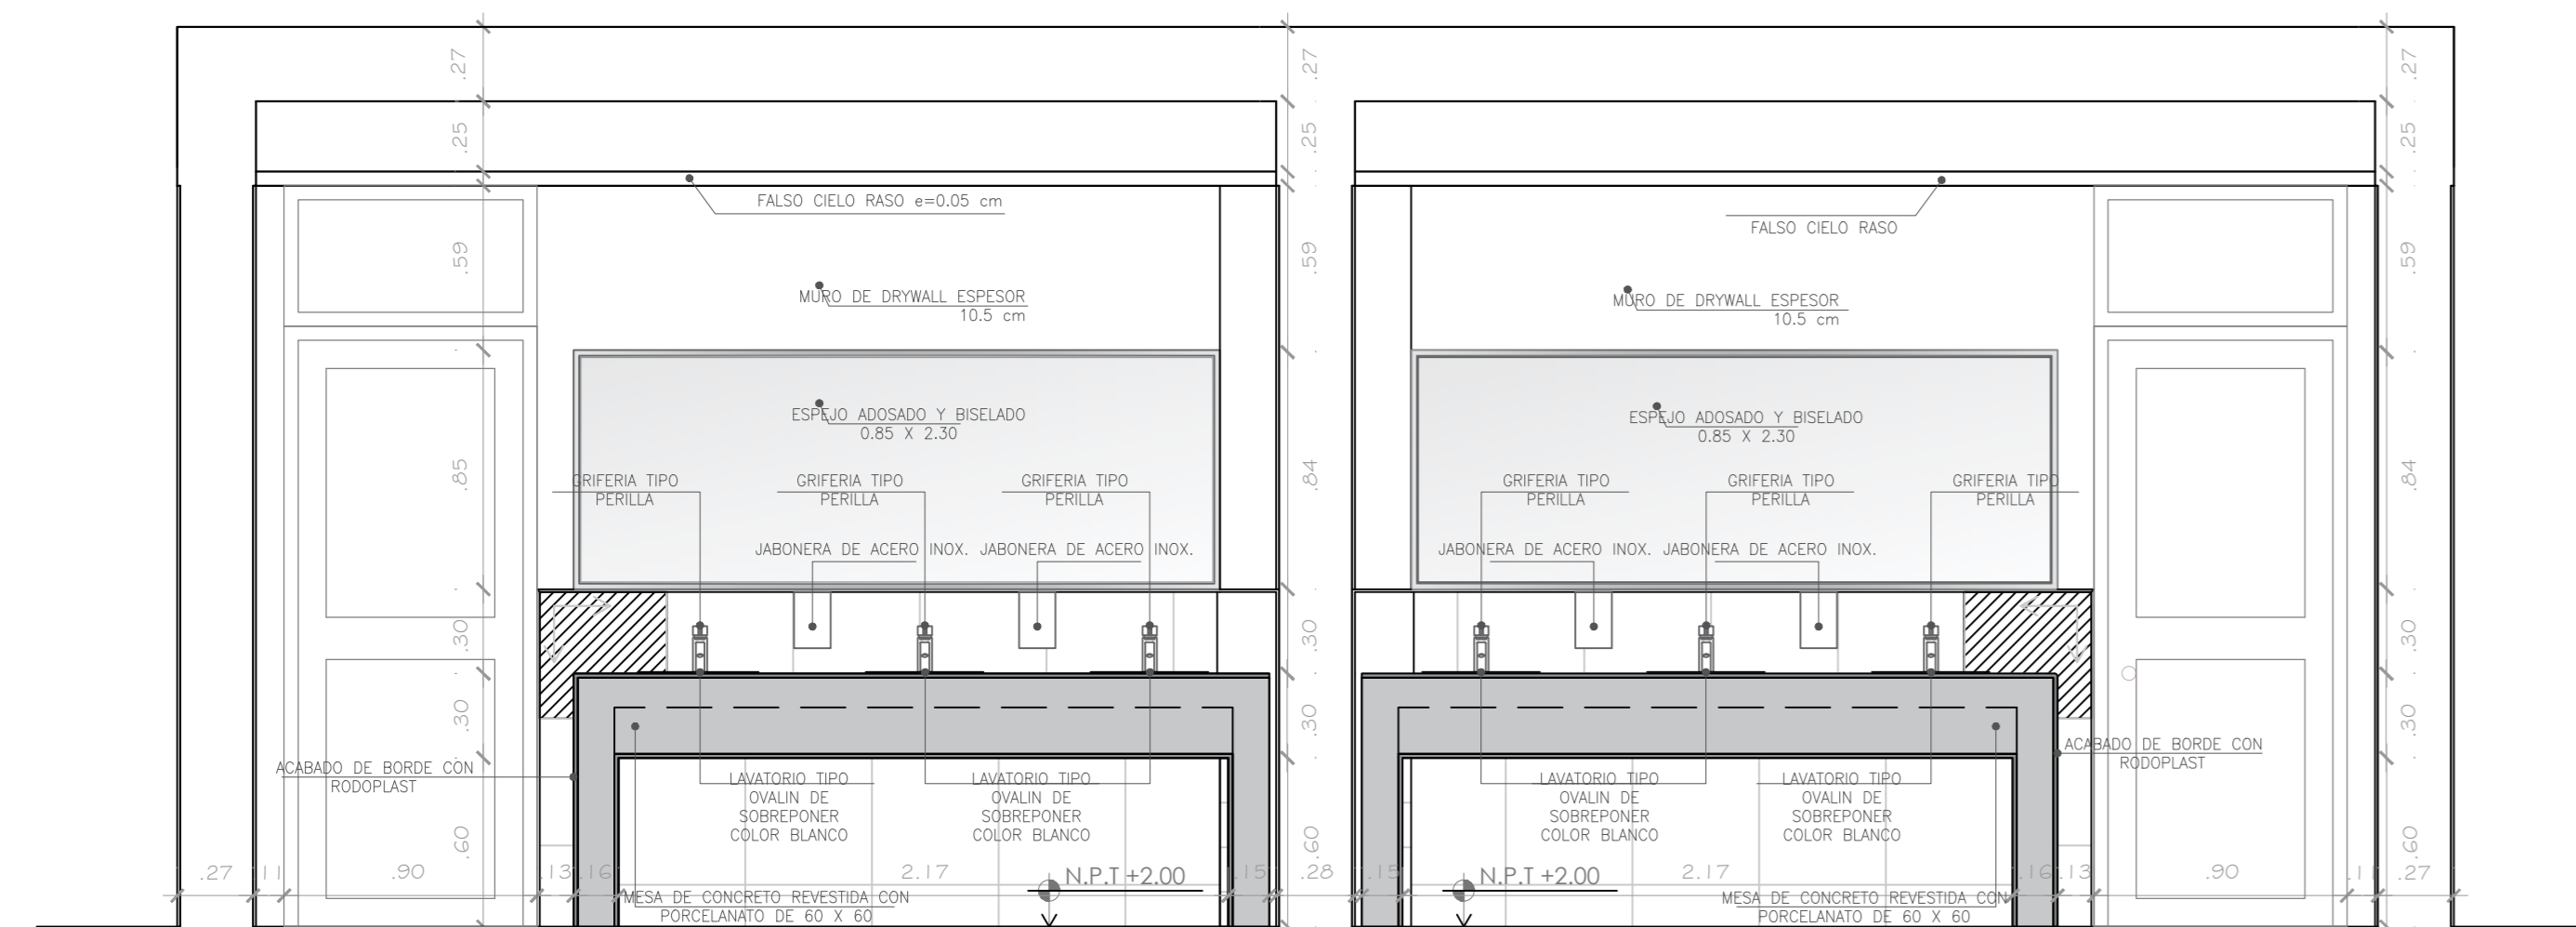 .27 .27 .27
.25 .25 .25
FALSO CIELO RASO e=0.05 cm
FALSO CIELO RASO
.59 .59 .59
MURO DE DRYWALL ESPESOR
10.5 cm
MURO DE DRYWALL ESPESOR
10.5 cm
ESPEJO ADOSADO Y BISELADO
0.85 X 2.30
ESPEJO ADOSADO Y BISELADO
0.85 X 2.30
.85 .84 .84
GRIFERIA TIPO
PERILLA
GRIFERIA TIPO
PERILLA
GRIFERIA TIPO
PERILLA
GRIFERIA TIPO
PERILLA
GRIFERIA TIPO
PERILLA
GRIFERIA TIPO
PERILLA
JABONERA DE ACERO INOX. JABONERA DE ACERO INOX.
JABONERA DE ACERO INOX. JABONERA DE ACERO INOX.
.30 .30 .30
.30 .30 .30
ACABADO DE BORDE CON
RODOPLAST
LAVATORIO TIPO
OVALIN DE
SOBREPONER
COLOR BLANCO
LAVATORIO TIPO
OVALIN DE
SOBREPONER
COLOR BLANCO
LAVATORIO TIPO
OVALIN DE
SOBREPONER
COLOR BLANCO
LAVATORIO TIPO
OVALIN DE
SOBREPONER
COLOR BLANCO
ACABADO DE BORDE CON
RODOPLAST
.60 .60 .60
.27 .11 .90 .13 .16 2.17 .15 .28 .15 2.17 .16 .13 .90 .11 .27
N.P.T +2.00
N.P.T +2.00
MESA DE CONCRETO REVESTIDA CON
PORCELANATO DE 60 X 60
MESA DE CONCRETO REVESTIDA CON
PORCELANATO DE 60 X 60